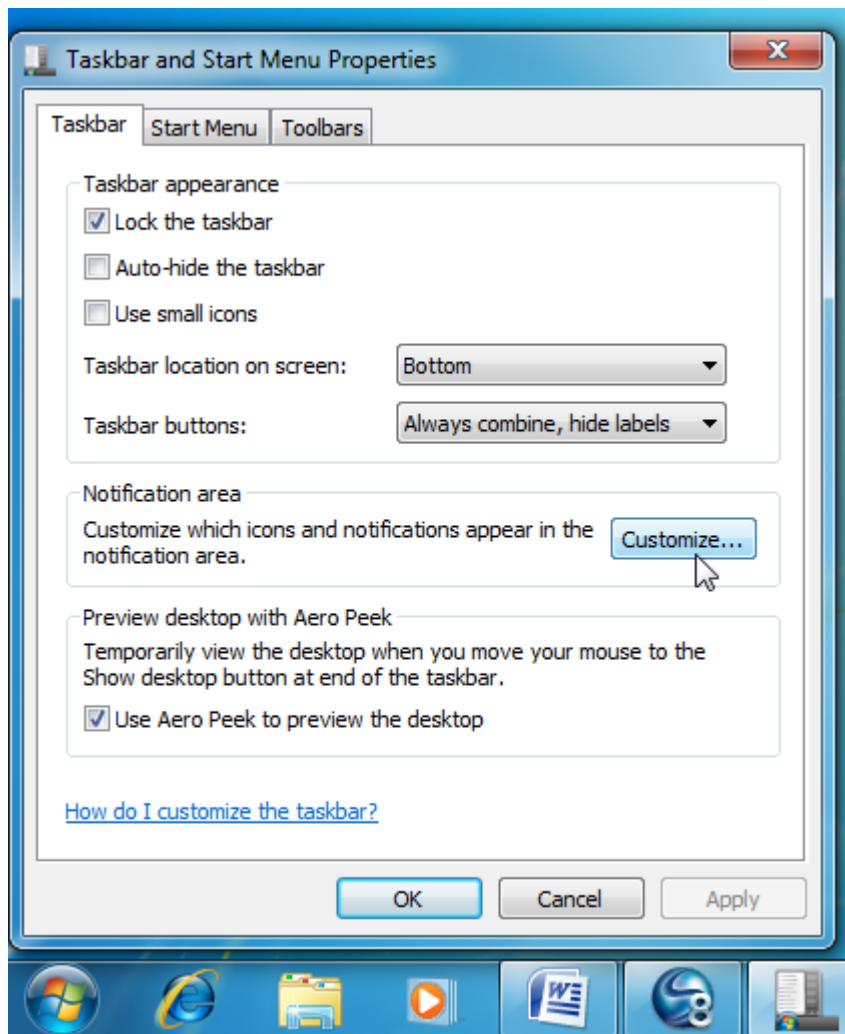 Taskbar and Start Menu Properties
Taskbar Start Menu Toolbars
Taskbar appearance
Lock the taskbar
Auto-hide the taskbar
Use small icons
Taskbar location on screen: Bottom
Taskbar buttons: Always combine, hide labels
Notification area
Customize which icons and notifications appear in the
notification area.
Customize...
Preview desktop with Aero Peek
Temporarily view the desktop when you move your mouse to the
Show desktop button at end of the taskbar.
Use Aero Peek to preview the desktop
How do I customize the taskbar?
OK Cancel Apply
W 8